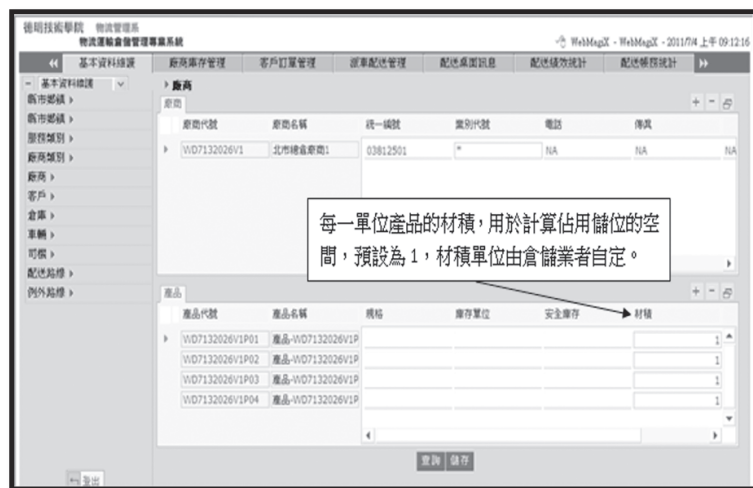 德明技術學院 物流管理系
物流運輸倉儲管理專業系統
WebMagiX - WebMagiX - 2011/7/4 上午 09:12:16
基本資料維護 廠商庫存管理 客戶訂單管理 派車配送管理 配送桌面訊息 配送績效統計 配送帳務統計
基本資料維護
縣市鄉鎮
縣市鄉鎮
服務類別
廠商類別
廠商
客戶
倉庫
車輛
司機
配送路線
例外路線
登出
廠商
廠商
廠商代號 廠商名稱 統一編號 業別代號 電話 傳真
WD7132026V1 北市總倉廠商1 03812501 * NA NA NA
每一單位產品的材積，用於計算佔用儲位的空
間，預設為 1，材積單位由倉儲業者自定。
產品
產品代號 產品名稱 規格 庫存單位 安全庫存 材積
WD7132026V1P01 產品-WD7132026V1P 1
WD7132026V1P02 產品-WD7132026V1P 1
WD7132026V1P03 產品-WD7132026V1P 1
WD7132026V1P04 產品-WD7132026V1P 1
查詢 儲存